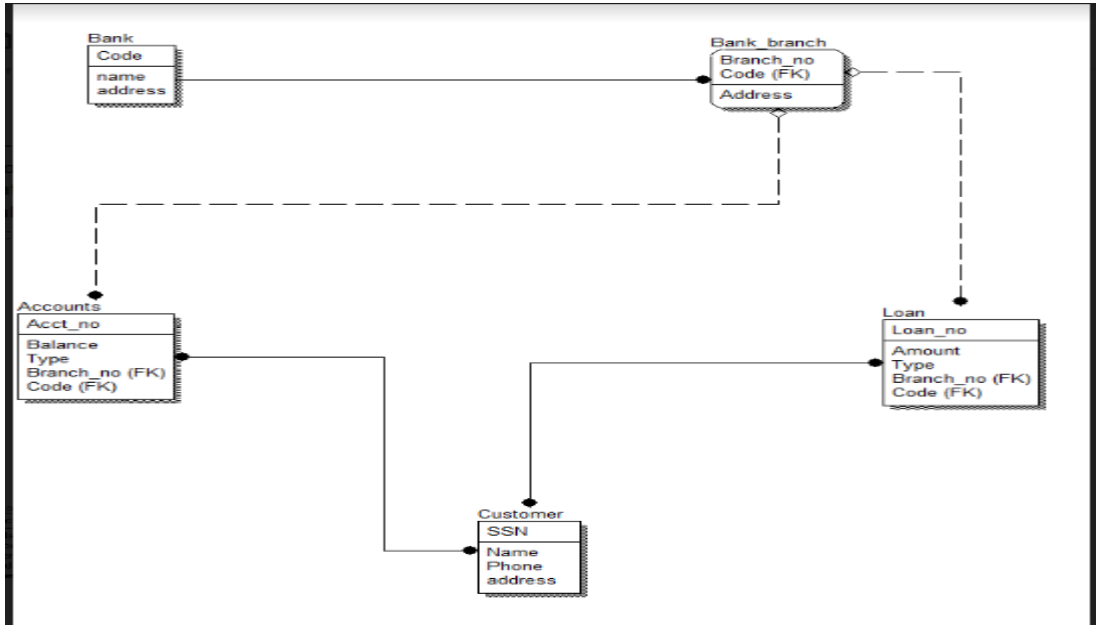 Bank
Code
name
address
Bank_branch
Branch_no
Code (FK)
Address
Accounts
Acct_no
Balance
Type
Branch_no (FK)
Code (FK)
Loan
Loan_no
Amount
Type
Branch_no (FK)
Code (FK)
Customer
SSN
Name
Phone
address